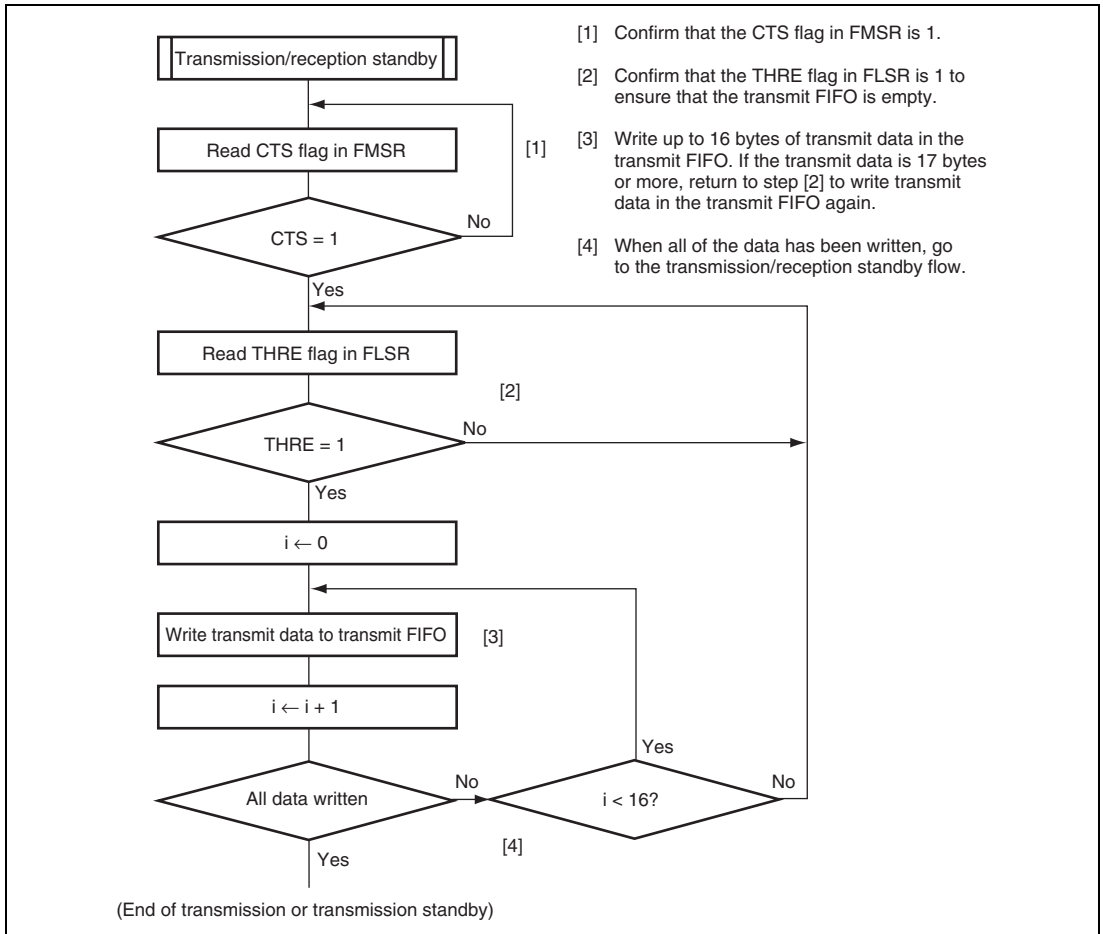 Transmission/reception standby
Read CTS flag in FMSR
[1]
CTS = 1
No
Yes
Read THRE flag in FLSR
[2]
THRE = 1
No
Yes
i ← 0
Write transmit data to transmit FIFO
[3]
i ← i + 1
All data written
No
i < 16?
Yes
No
[4]
Yes
(End of transmission or transmission standby)
[1] Confirm that the CTS flag in FMSR is 1.
[2] Confirm that the THRE flag in FLSR is 1 to
ensure that the transmit FIFO is empty.
[3] Write up to 16 bytes of transmit data in the
transmit FIFO. If the transmit data is 17 bytes
or more, return to step [2] to write transmit
data in the transmit FIFO again.
[4] When all of the data has been written, go
to the transmission/reception standby flow.